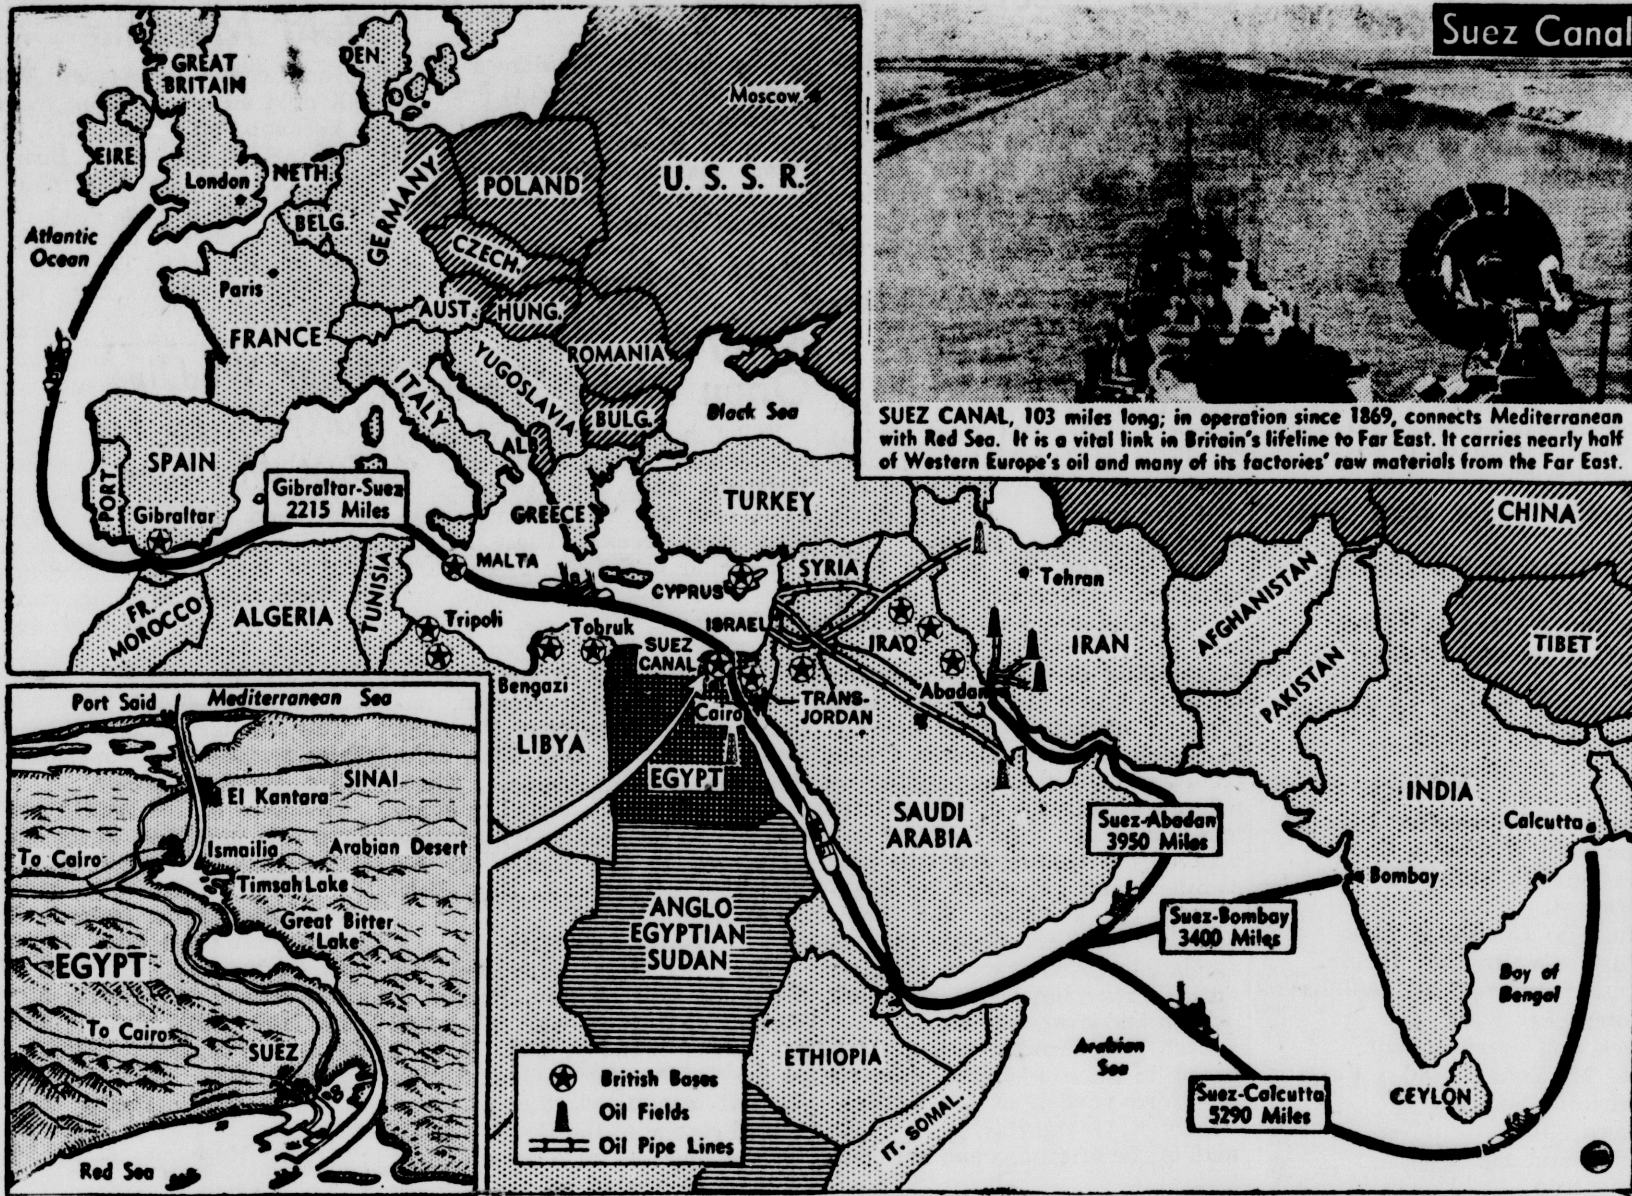 Suez Canal
SUEZ CANAL, 103 miles long; in operation since 1869, connects Mediterranean
with Red Sea. It is a vital link in Britain's lifeline to Far East. It carries nearly half
of Western Europe's oil and many of its factories' raw materials from the Far East.
GREAT
BRITAIN
DEN.
Moscow
EIRE
London
NETH.
GERMANY
POLAND
U. S. S. R.
BELG.
Atlantic
Ocean
CZECH.
Paris
AUST.
HUNG.
FRANCE
ROMANIA
ITALY
YUGOSLAVIA
BULG.
Black Sea
ALB.
SPAIN
PORT.
Gibraltar
Gibraltar-Suez
2215 Miles
GREECE
TURKEY
CHINA
MALTA
CYPRUS
SYRIA
Tehran
AFGHANISTAN
FR.
MOROCCO
ALGERIA
TUNISIA
Tripoli
Tobruk
ISRAEL
SUEZ
CANAL
IRAQ
IRAN
TIBET
Bengazi
Cairo
TRANS-
JORDAN
Abadan
PAKISTAN
LIBYA
EGYPT
SAUDI
ARABIA
Suez-Abadan
3950 Miles
INDIA
Calcutta
Bombay
Suez-Bombay
3400 Miles
ANGLO
EGYPTIAN
SUDAN
Bay of
Bengal
ETHIOPIA
Arabian
Sea
Suez-Calcutta
5290 Miles
CEYLON
IT. SOMAL.
British Bases
Oil Fields
Oil Pipe Lines
Port Said
Mediterranean Sea
SINAI
El Kantara
To Cairo
Ismailia
Arabian Desert
Timsah Lake
Great Bitter
Lake
EGYPT
To Cairo
SUEZ
Red Sea